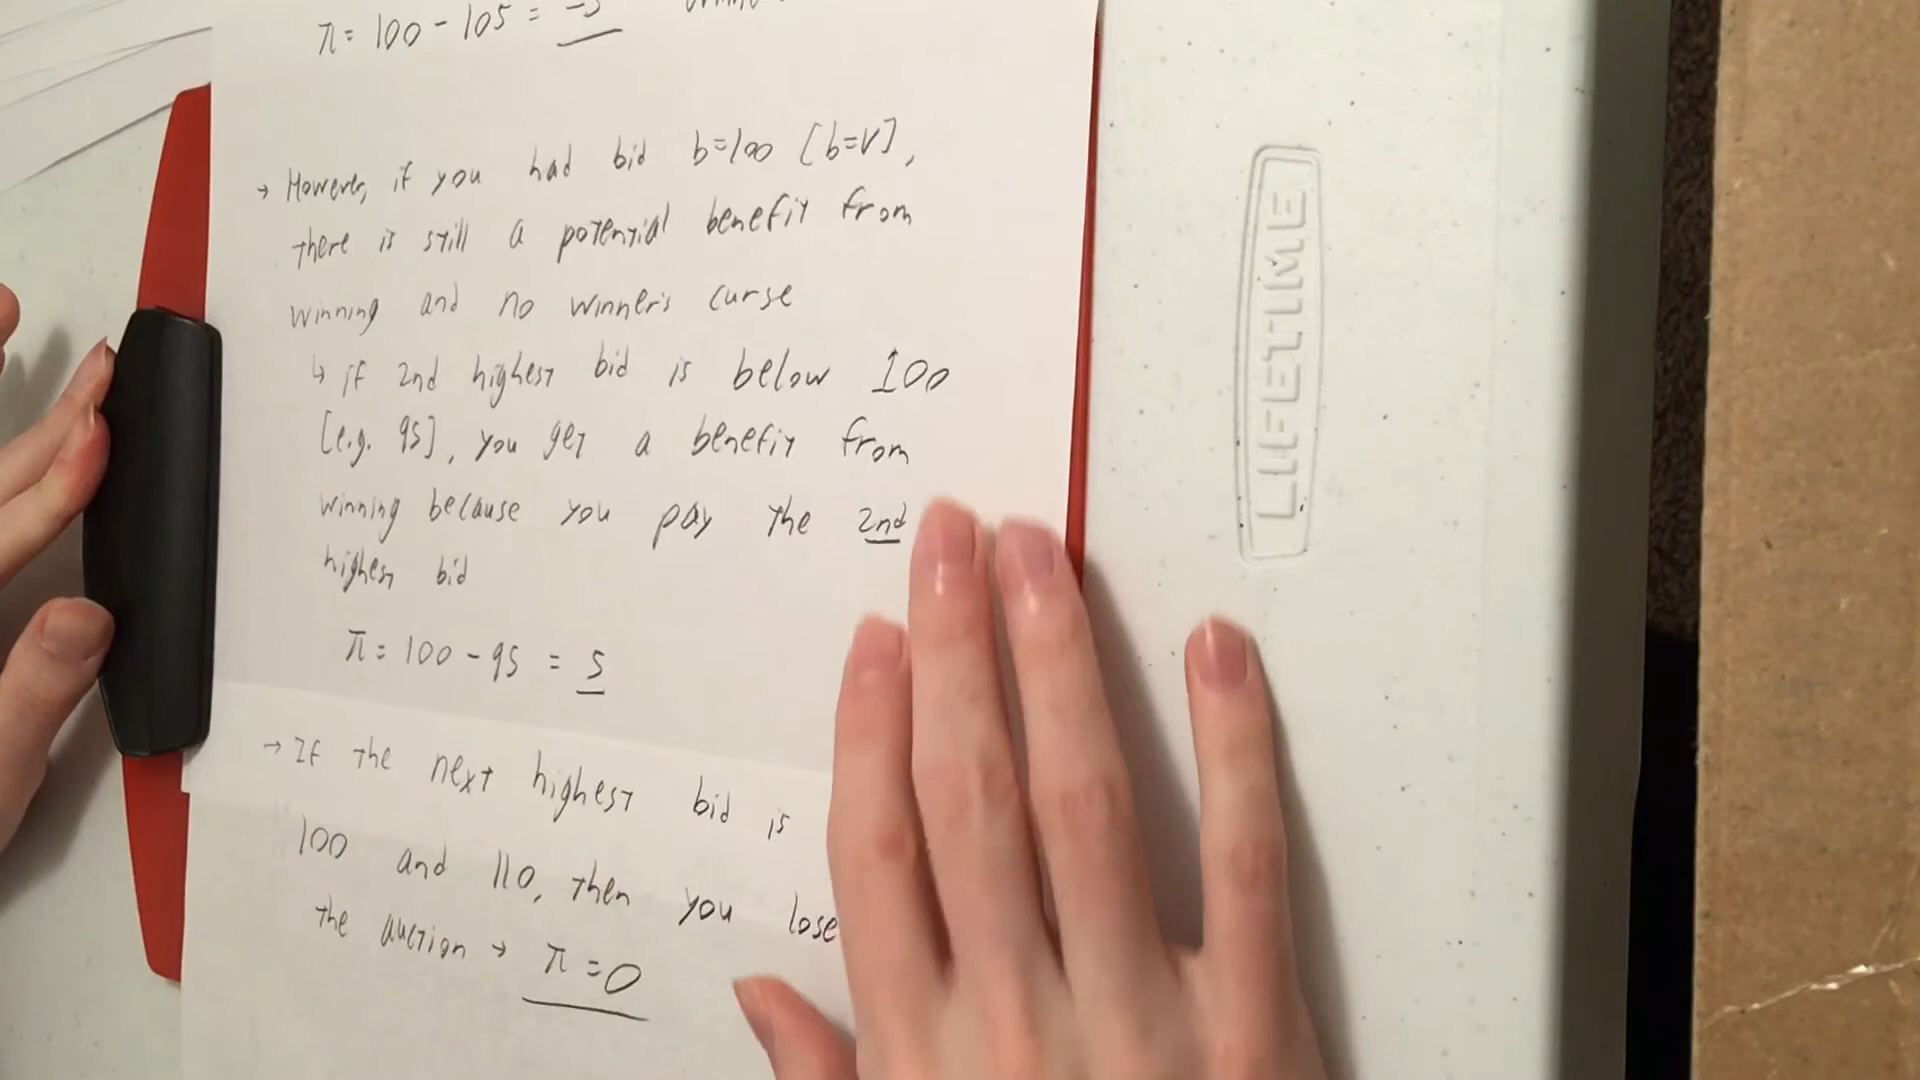 π = 100 - 105 = -5
→ However, if you had bid b=100 [b=V],
there is still a potential benefit from
winning and no winner's curse
↳ if 2nd highest bid is below 100
[e.g. 95], you get a benefit from
winning because you pay the 2nd
highest bid
π = 100 - 95 = 5
→ If the next highest bid is
100 and 110, then you lose
the auction → π = 0
LIFETIME